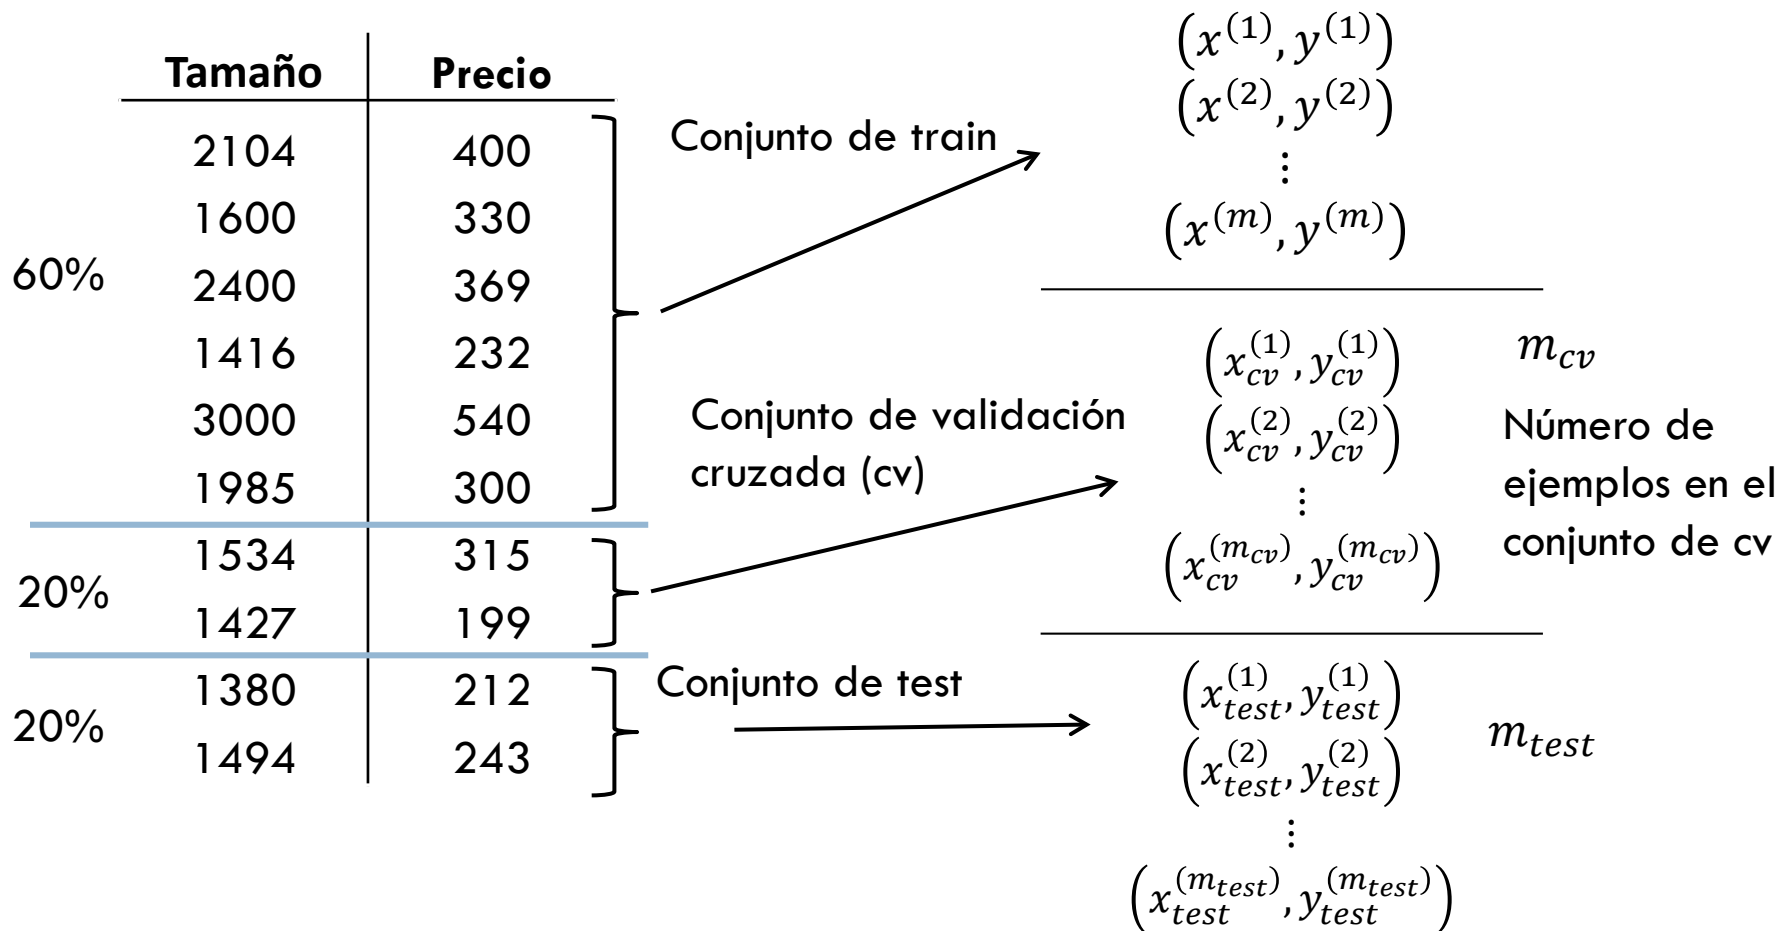 Tamaño Precio
2104 400
1600 330
2400 369
1416 232
3000 540
1985 300
1534 315
1427 199
1380 212
1494 243
60%
20%
20%
Conjunto de train
Conjunto de validación
cruzada (cv)
Conjunto de test
(x^(1), y^(1))
(x^(2), y^(2))
⋮
(x^(m), y^(m))
(x_cv^(1), y_cv^(1))
(x_cv^(2), y_cv^(2))
⋮
(x_cv^(m_cv), y_cv^(m_cv))
m_cv
Número de
ejemplos en el
conjunto de cv
(x_test^(1), y_test^(1))
(x_test^(2), y_test^(2))
⋮
(x_test^(m_test), y_test^(m_test))
m_test